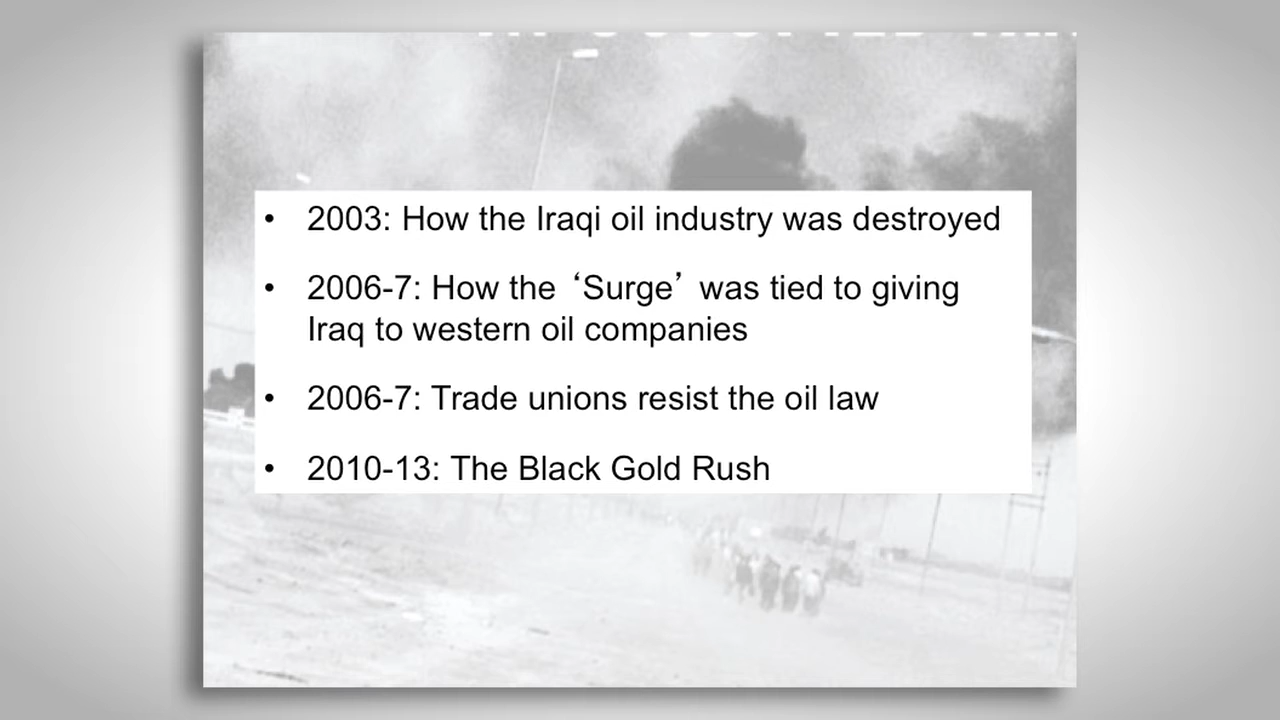 • 2003: How the Iraqi oil industry was destroyed
• 2006-7: How the ‘Surge’ was tied to giving
Iraq to western oil companies
• 2006-7: Trade unions resist the oil law
• 2010-13: The Black Gold Rush